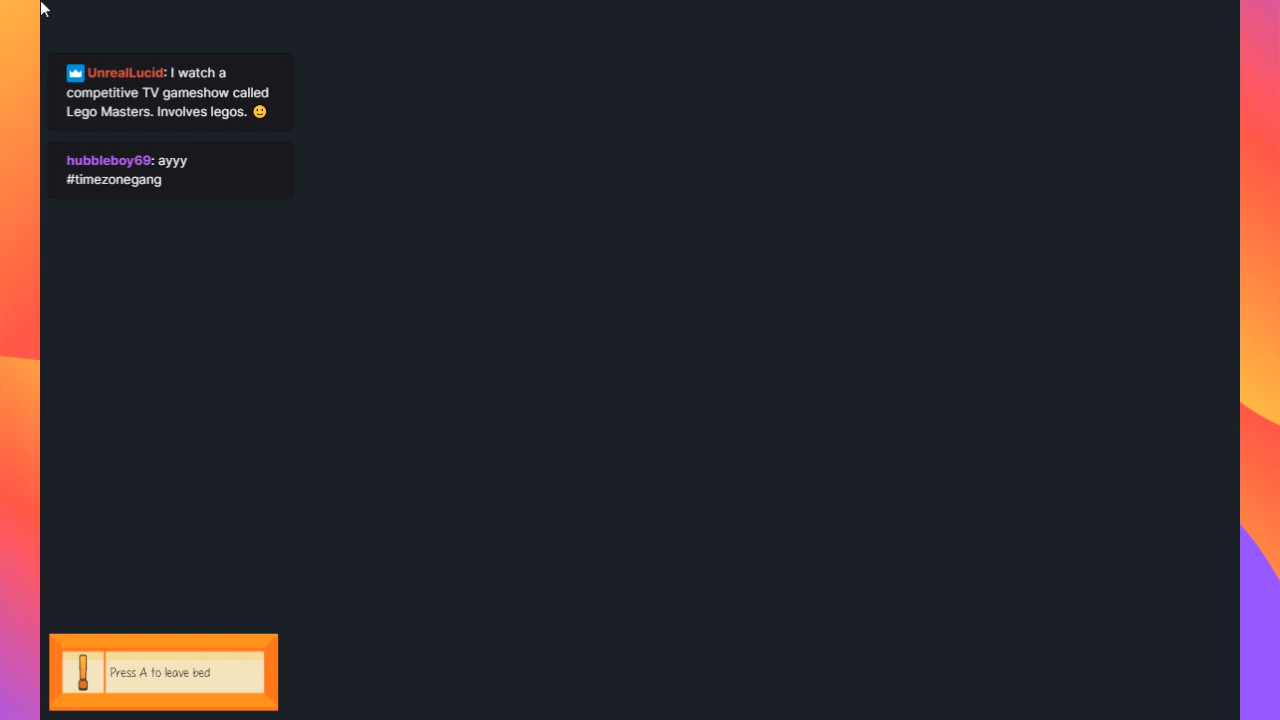 UnrealLucid: I watch a
competitive TV gameshow called
Lego Masters. Involves legos. 🙂
hubbleboy69: ayyy
#timezonegang
Press A to leave bed